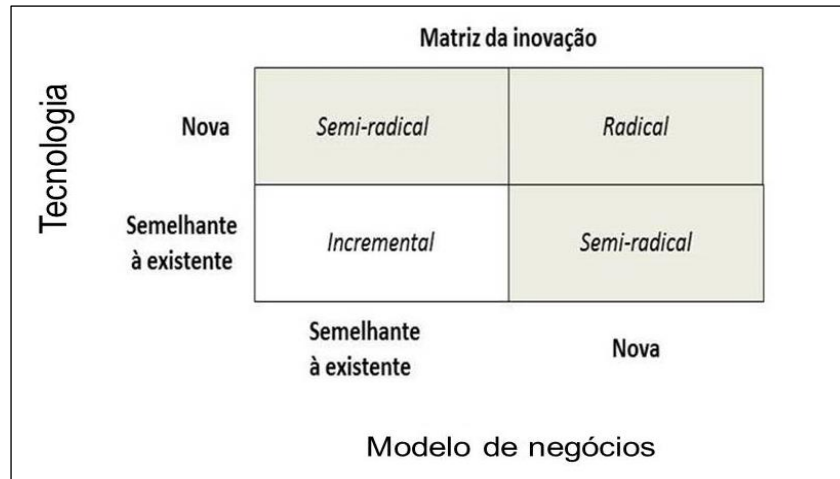 Matriz da inovação
Tecnologia
Nova
Semi-radical
Radical
Semelhante
à existente
Incremental
Semi-radical
Semelhante
à existente
Nova
Modelo de negócios